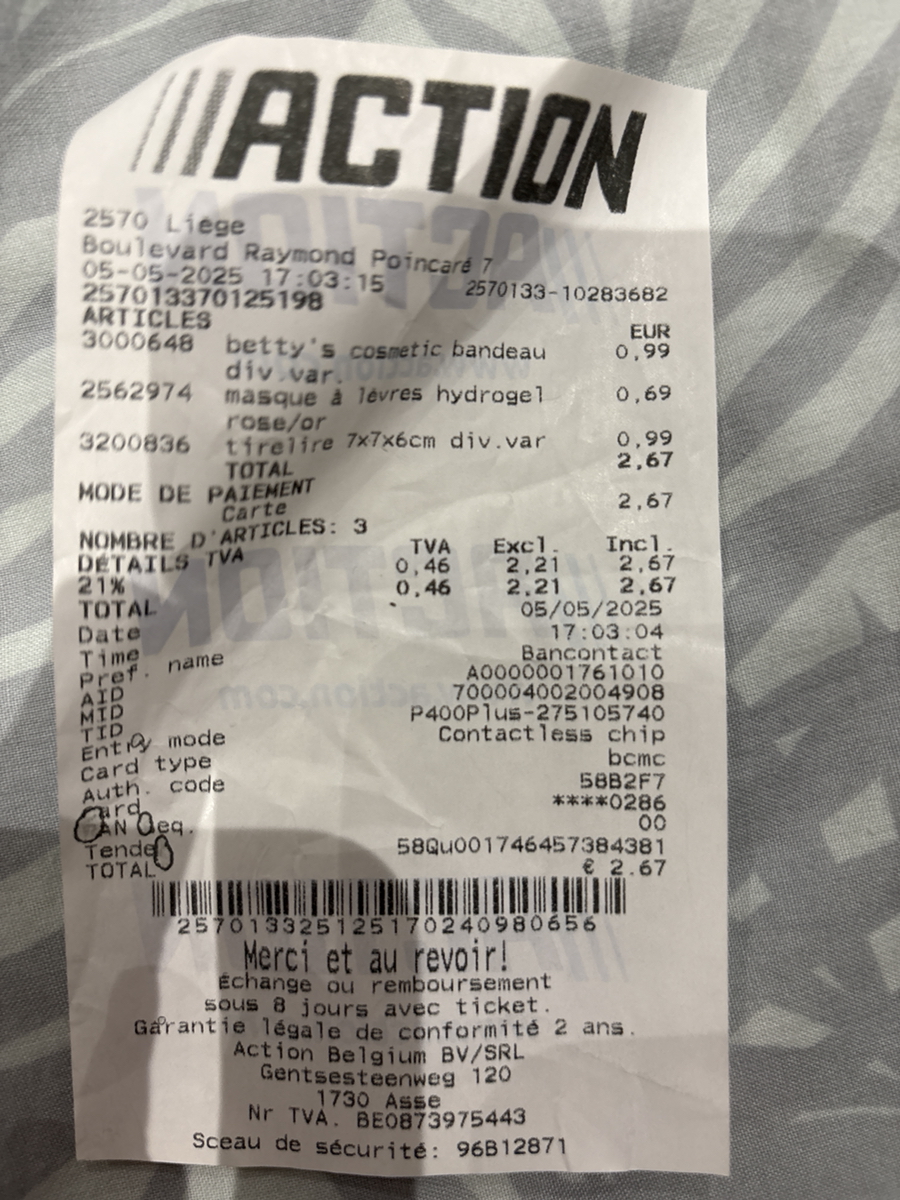 ACTION
2570 Liege
Boulevard Raymond Poincaré 7
05-05-2025 17:03:15 2570133-10283682
257013370125198
ARTICLES EUR
3000648 betty's cosmetic bandeau 0,99
div.var.
2562974 masque à lèvres hydrogel 0,69
rose/or
3200836 tirelire 7x7x6cm div.var 0,99
TOTAL 2,67
MODE DE PAIEMENT
Carte 2,67
NOMBRE D'ARTICLES: 3
DÉTAILS TVA TVA Excl. Incl.
21% 0,46 2,21 2,67
TOTAL 0,46 2,21 2,67
Date 05/05/2025
Time 17:03:04
Pref. name Bancontact
AID A0000001761010
MID 700004002004908
TID P400Plus-275105740
Entry mode Contactless chip
Card type bcmc
Auth. code 58B2F7
Card ****0286
PAN seq. 00
Tender 58Qu001746457384381
TOTAL € 2.67
257013325125170240980656
Merci et au revoir!
Échange ou remboursement
sous 8 jours avec ticket.
Garantie légale de conformité 2 ans.
Action Belgium BV/SRL
Gentsesteenweg 120
1730 Asse
Nr TVA. BE0873975443
Sceau de sécurité: 96B12871